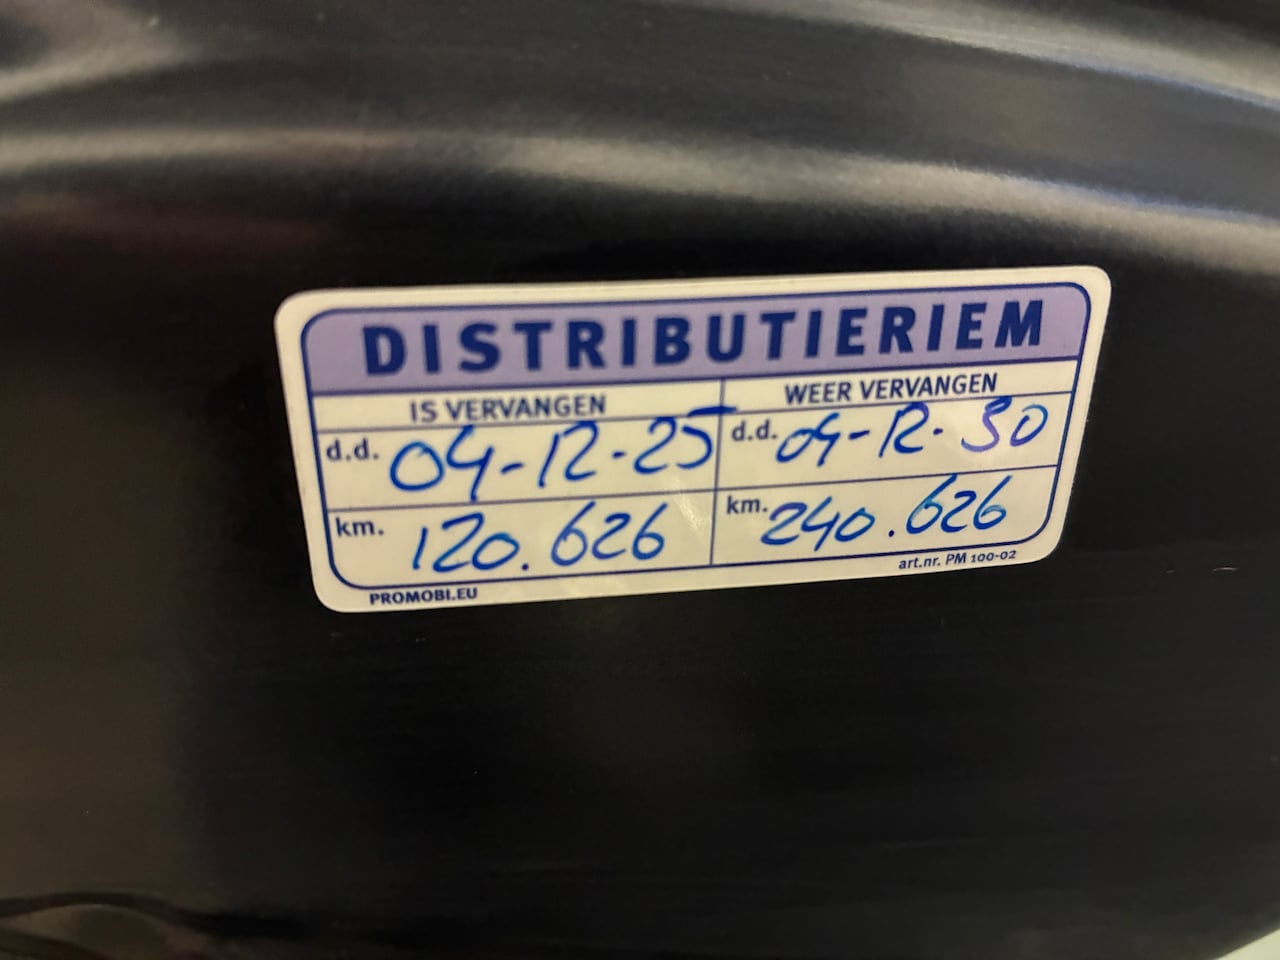 DISTRIBUTIERIEM
IS VERVANGEN WEER VERVANGEN
d.d. 04-12-25 d.d. 04-12-30
km. 120.626 km. 240.626
PROMOBI.EU art.nr. PM 100-02